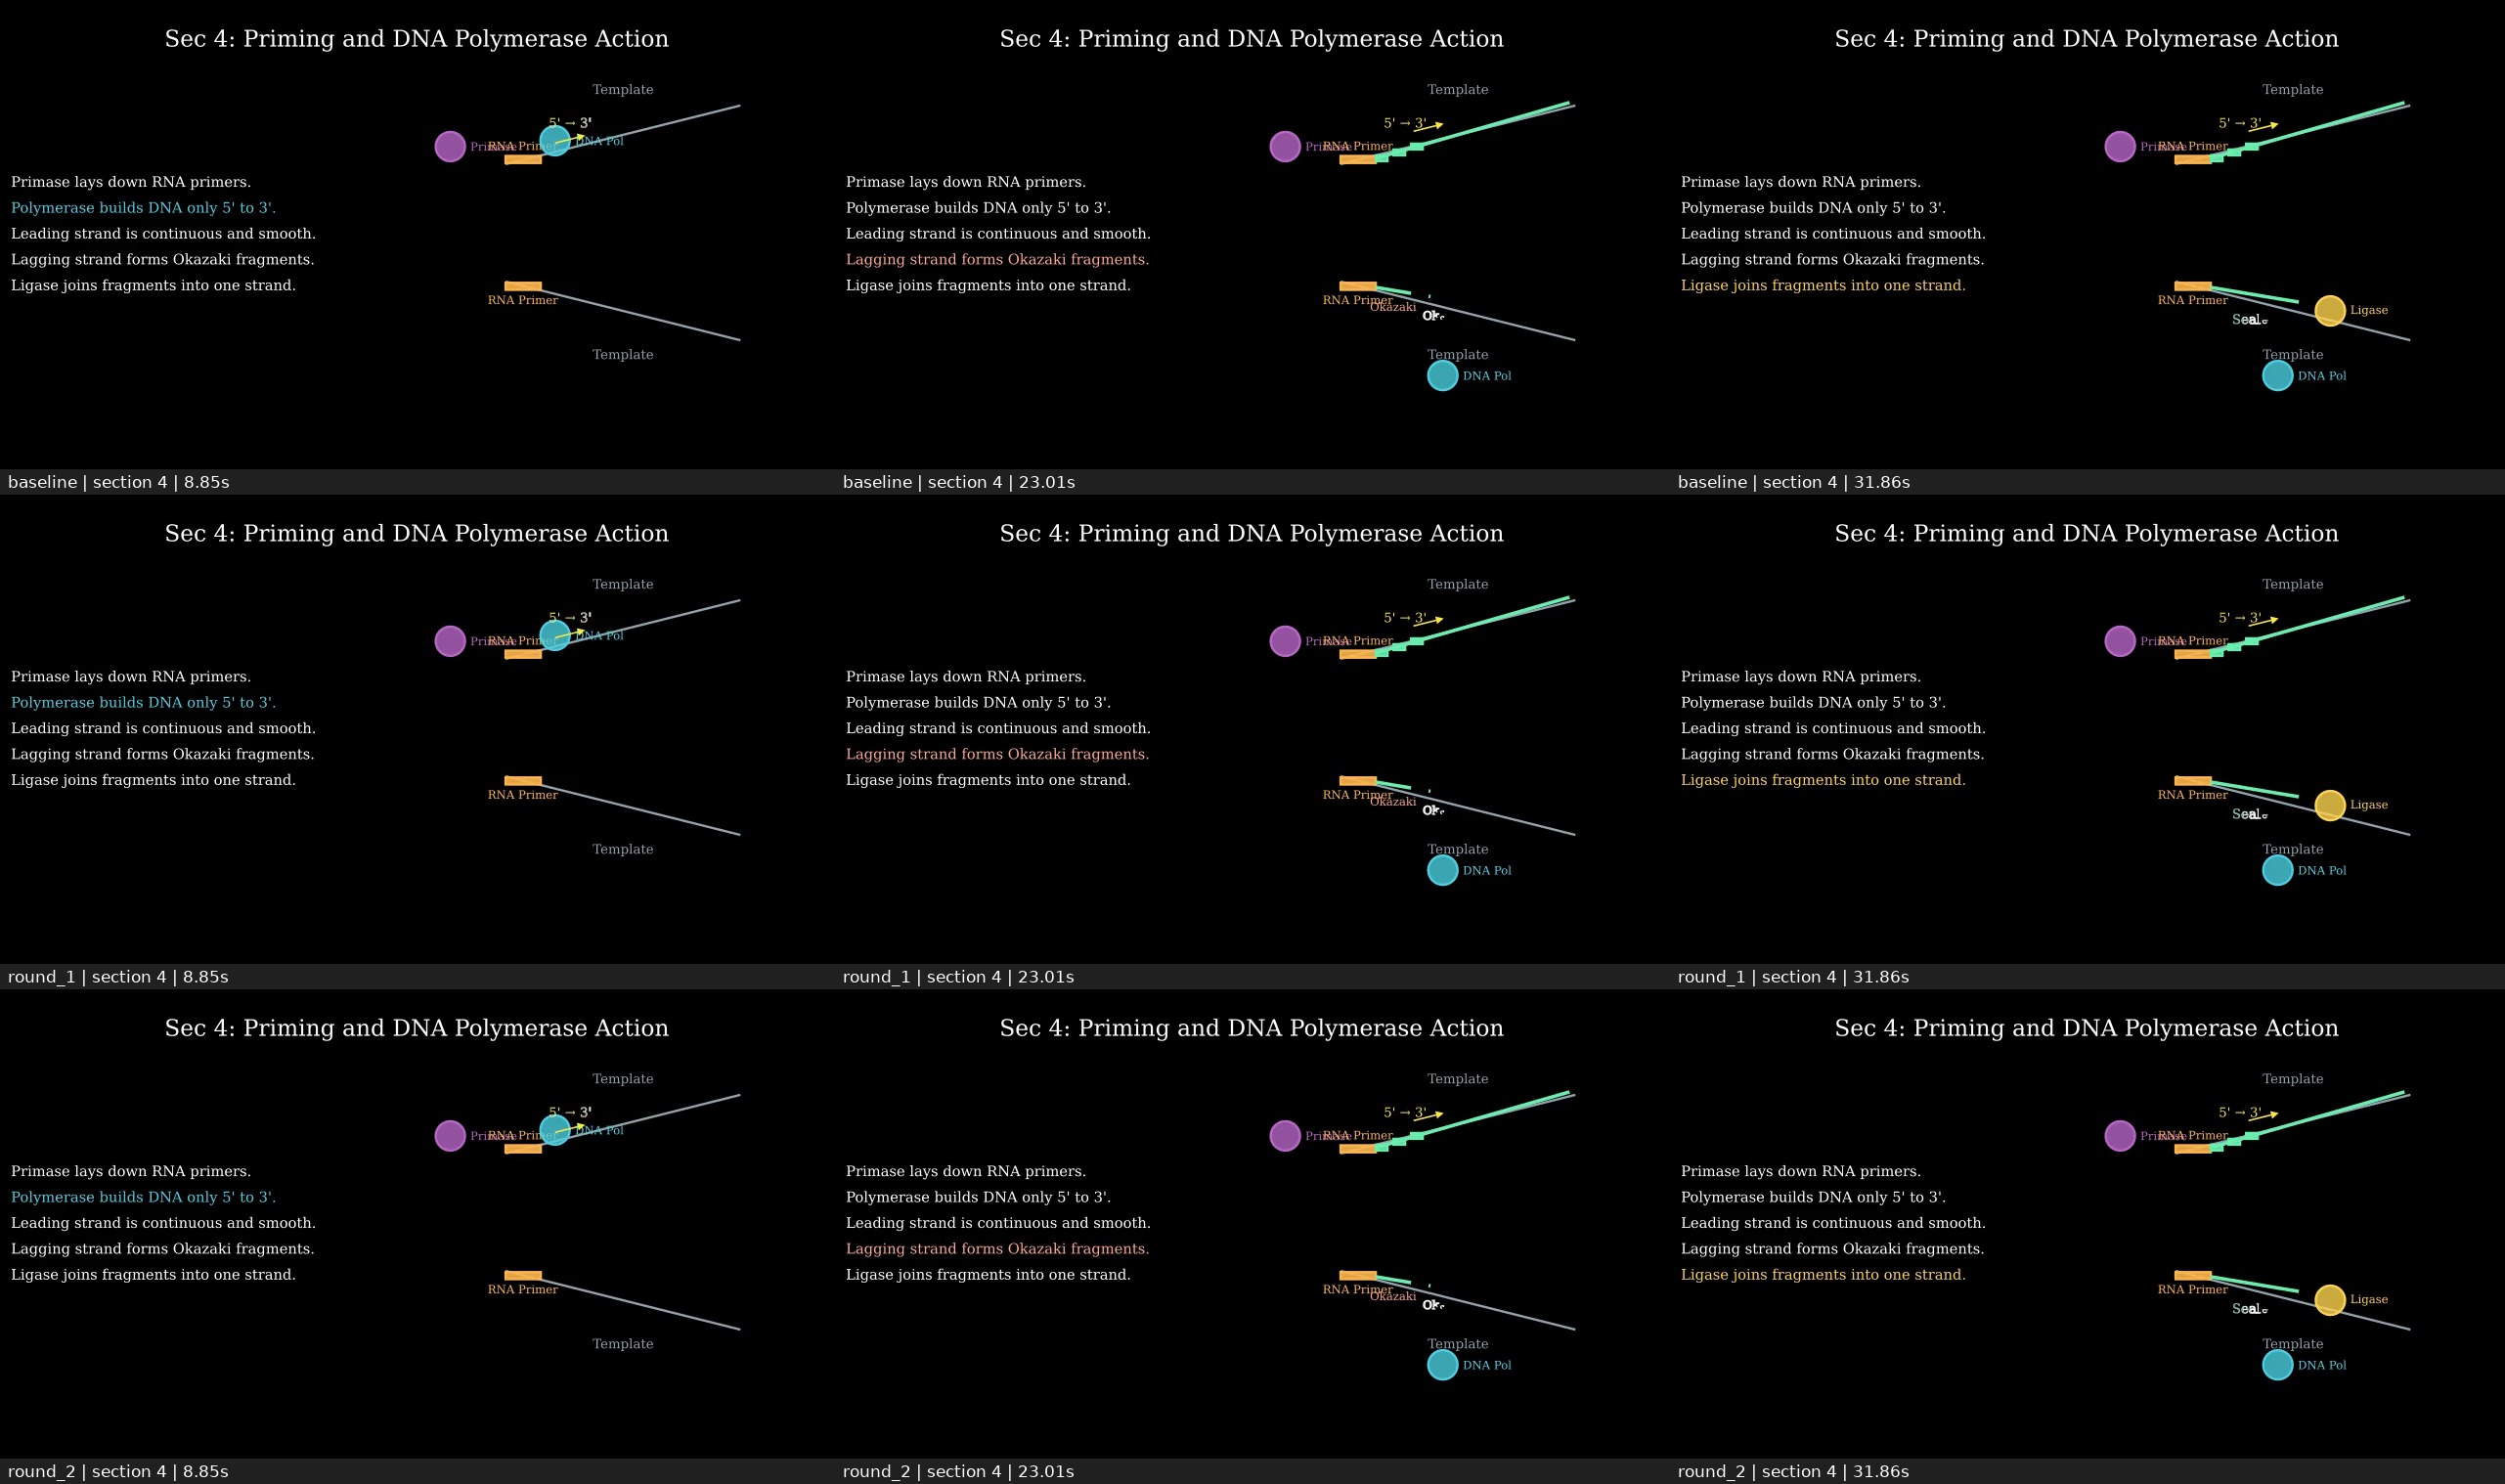 Sec 4: Priming and DNA Polymerase Action
Template
5' → 3'
Primase RNA Primer DNA Pol
Primase lays down RNA primers.
Polymerase builds DNA only 5' to 3'.
Leading strand is continuous and smooth.
Lagging strand forms Okazaki fragments.
Ligase joins fragments into one strand.
RNA Primer
Template
baseline | section 4 | 8.85s
Sec 4: Priming and DNA Polymerase Action
Template
5' → 3'
Primase RNA Primer
Primase lays down RNA primers.
Polymerase builds DNA only 5' to 3'.
Leading strand is continuous and smooth.
Lagging strand forms Okazaki fragments.
Ligase joins fragments into one strand.
RNA Primer
Okazaki
Template
DNA Pol
baseline | section 4 | 23.01s
Sec 4: Priming and DNA Polymerase Action
Template
5' → 3'
Primase RNA Primer
Primase lays down RNA primers.
Polymerase builds DNA only 5' to 3'.
Leading strand is continuous and smooth.
Lagging strand forms Okazaki fragments.
Ligase joins fragments into one strand.
RNA Primer
Ligase
Template
DNA Pol
baseline | section 4 | 31.86s
Sec 4: Priming and DNA Polymerase Action
Template
5' → 3'
Primase RNA Primer DNA Pol
Primase lays down RNA primers.
Polymerase builds DNA only 5' to 3'.
Leading strand is continuous and smooth.
Lagging strand forms Okazaki fragments.
Ligase joins fragments into one strand.
RNA Primer
Template
round_1 | section 4 | 8.85s
Sec 4: Priming and DNA Polymerase Action
Template
5' → 3'
Primase RNA Primer
Primase lays down RNA primers.
Polymerase builds DNA only 5' to 3'.
Leading strand is continuous and smooth.
Lagging strand forms Okazaki fragments.
Ligase joins fragments into one strand.
RNA Primer
Okazaki
Template
DNA Pol
round_1 | section 4 | 23.01s
Sec 4: Priming and DNA Polymerase Action
Template
5' → 3'
Primase RNA Primer
Primase lays down RNA primers.
Polymerase builds DNA only 5' to 3'.
Leading strand is continuous and smooth.
Lagging strand forms Okazaki fragments.
Ligase joins fragments into one strand.
RNA Primer
Ligase
Template
DNA Pol
round_1 | section 4 | 31.86s
Sec 4: Priming and DNA Polymerase Action
Template
5' → 3'
Primase RNA Primer DNA Pol
Primase lays down RNA primers.
Polymerase builds DNA only 5' to 3'.
Leading strand is continuous and smooth.
Lagging strand forms Okazaki fragments.
Ligase joins fragments into one strand.
RNA Primer
Template
round_2 | section 4 | 8.85s
Sec 4: Priming and DNA Polymerase Action
Template
5' → 3'
Primase RNA Primer
Primase lays down RNA primers.
Polymerase builds DNA only 5' to 3'.
Leading strand is continuous and smooth.
Lagging strand forms Okazaki fragments.
Ligase joins fragments into one strand.
RNA Primer
Okazaki
Template
DNA Pol
round_2 | section 4 | 23.01s
Sec 4: Priming and DNA Polymerase Action
Template
5' → 3'
Primase RNA Primer
Primase lays down RNA primers.
Polymerase builds DNA only 5' to 3'.
Leading strand is continuous and smooth.
Lagging strand forms Okazaki fragments.
Ligase joins fragments into one strand.
RNA Primer
Ligase
Template
DNA Pol
round_2 | section 4 | 31.86s